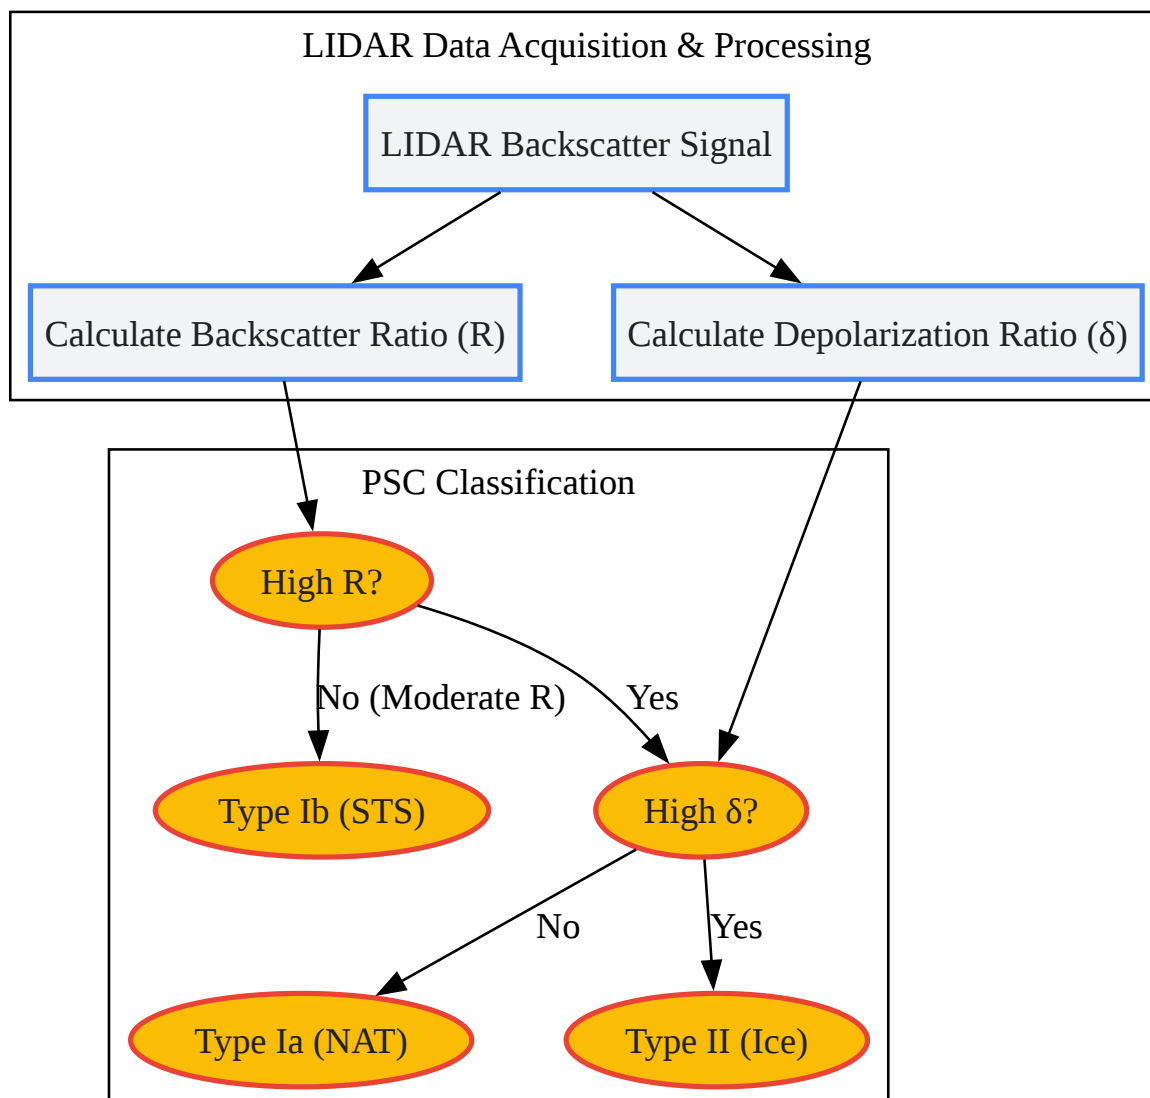 LIDAR Data Acquisition & Processing
LIDAR Backscatter Signal
Calculate Backscatter Ratio (R)
Calculate Depolarization Ratio (δ)
PSC Classification
High R?
No (Moderate R)
Yes
Type Ib (STS)
High δ?
No
Yes
Type Ia (NAT)
Type II (Ice)